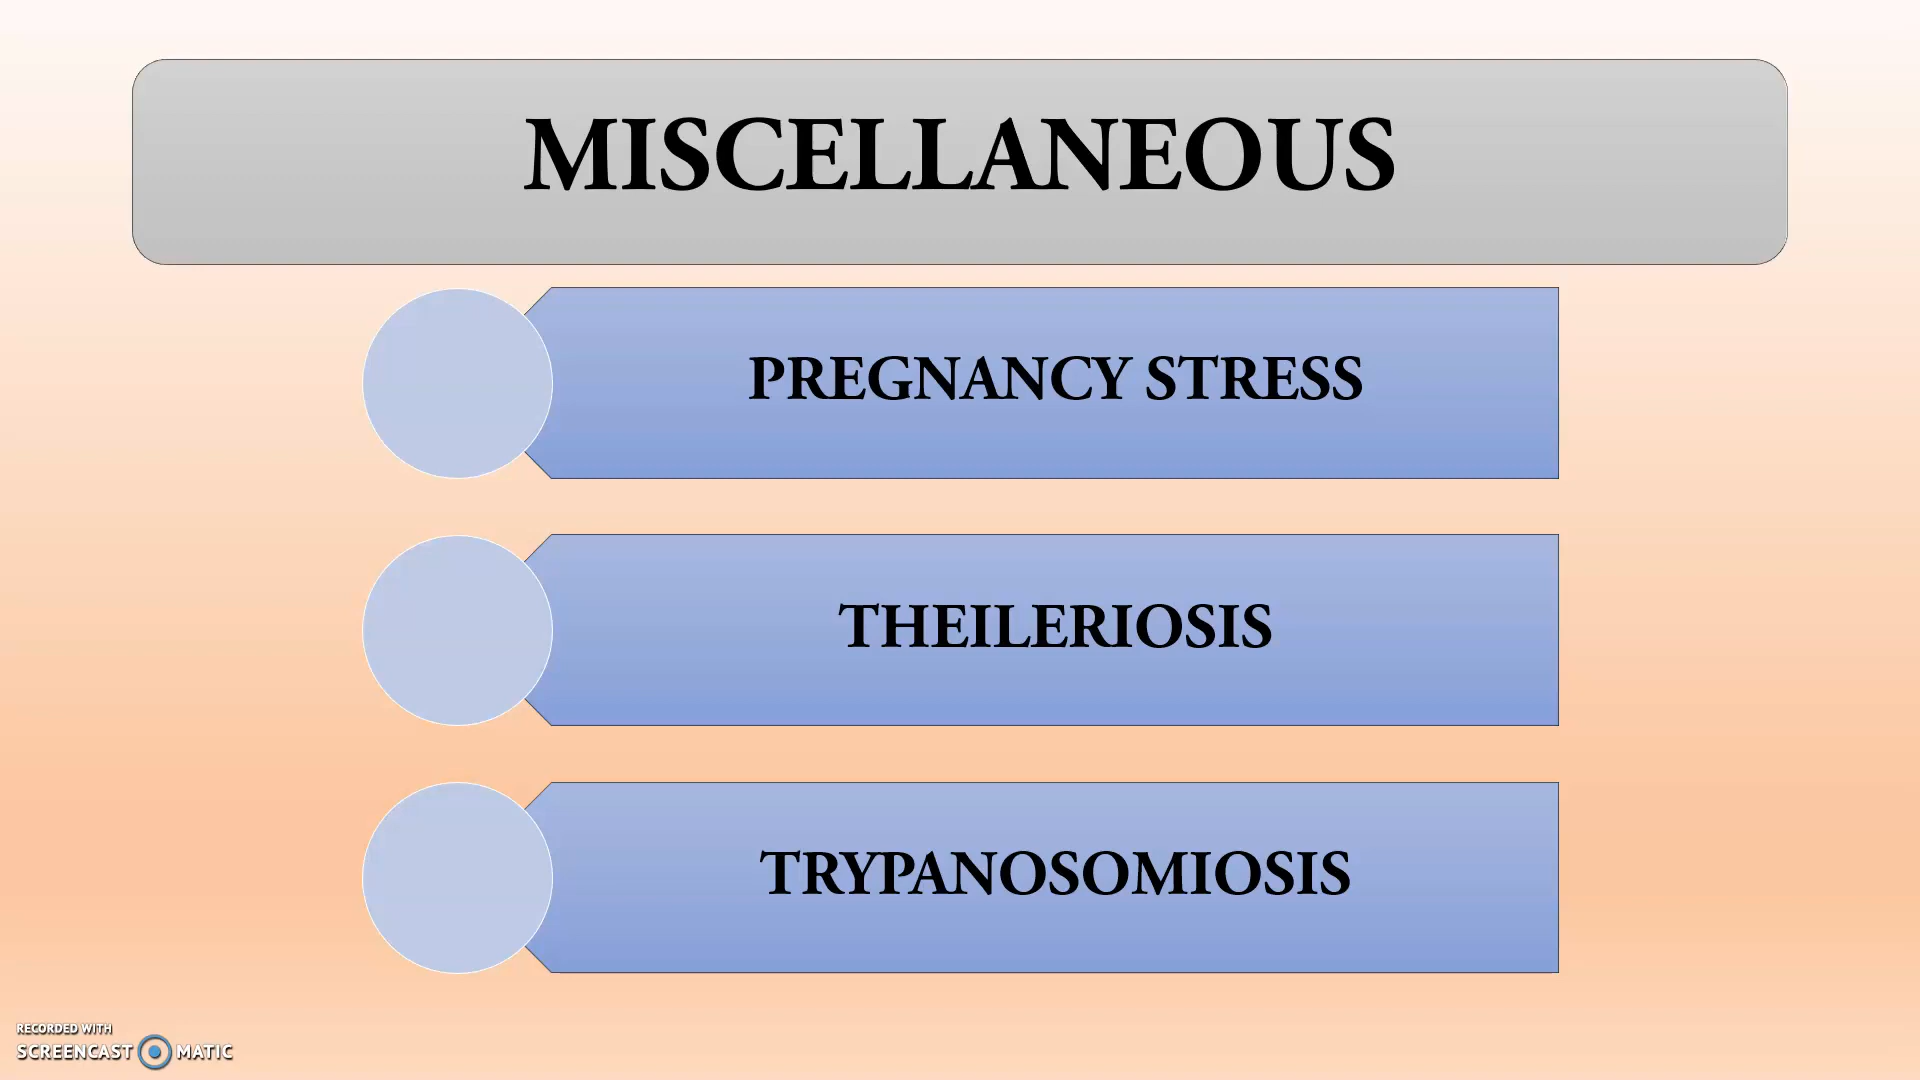 MISCELLANEOUS
PREGNANCY STRESS
THEILERIOSIS
TRYPANOSOMIOSIS
RECORDED WITH
SCREENCAST MATIC